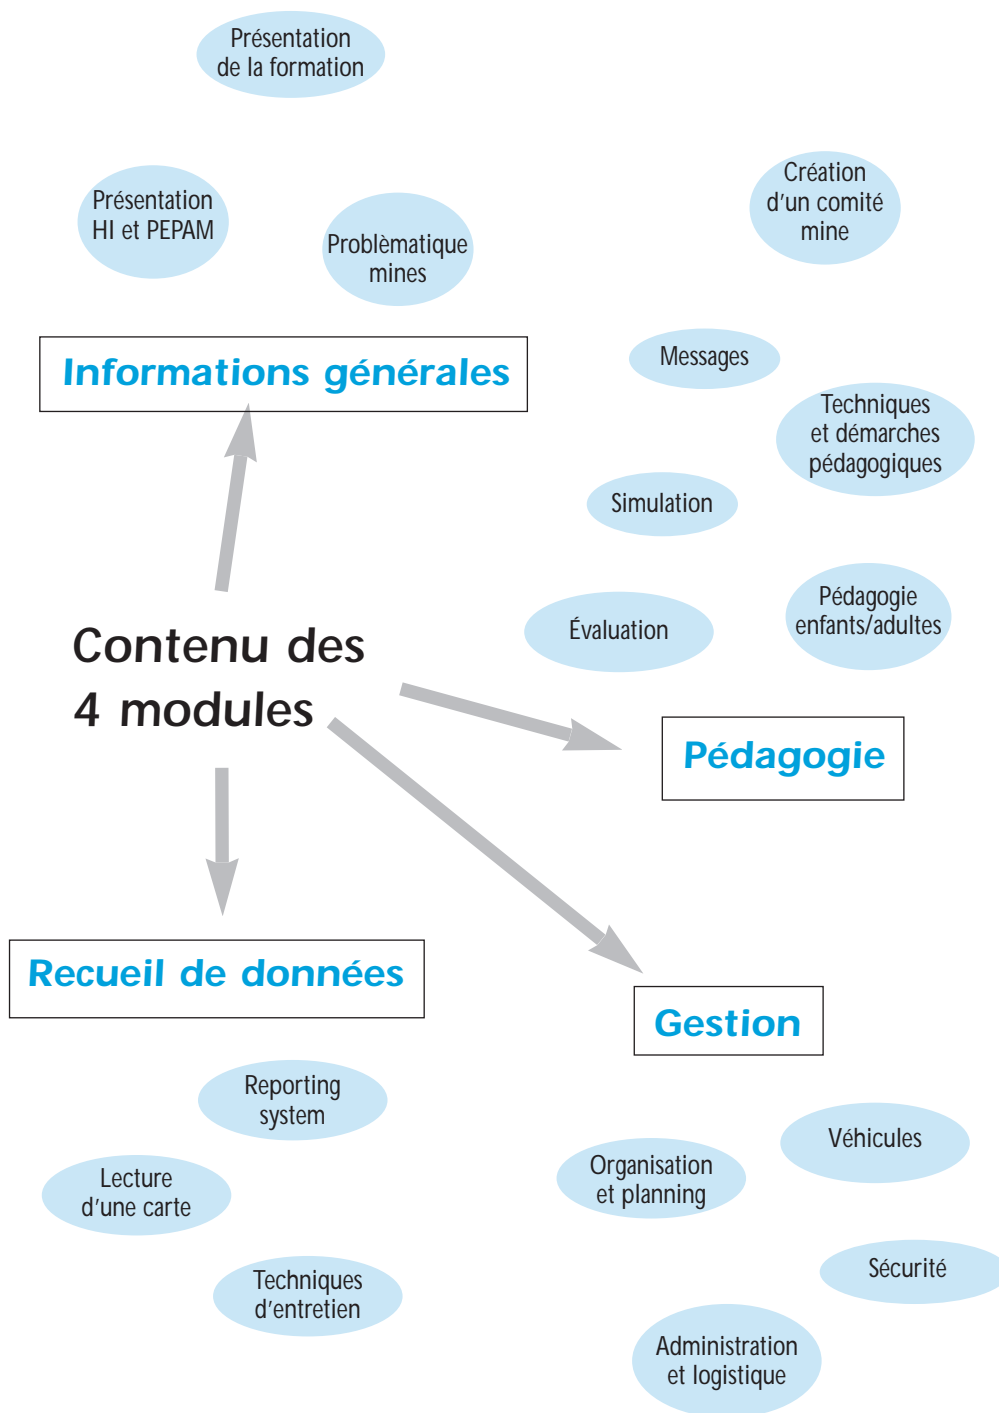 Présentation
de la formation
Présentation
HI et PEPAM
Problèmatique
mines
Informations générales
Création
d'un comité
mine
Messages
Techniques
et démarches
pédagogiques
Simulation
Évaluation
Pédagogie
enfants/adultes
Contenu des
4 modules
Pédagogie
Recueil de données
Gestion
Reporting
system
Lecture
d'une carte
Techniques
d'entretien
Organisation
et planning
Véhicules
Sécurité
Administration
et logistique